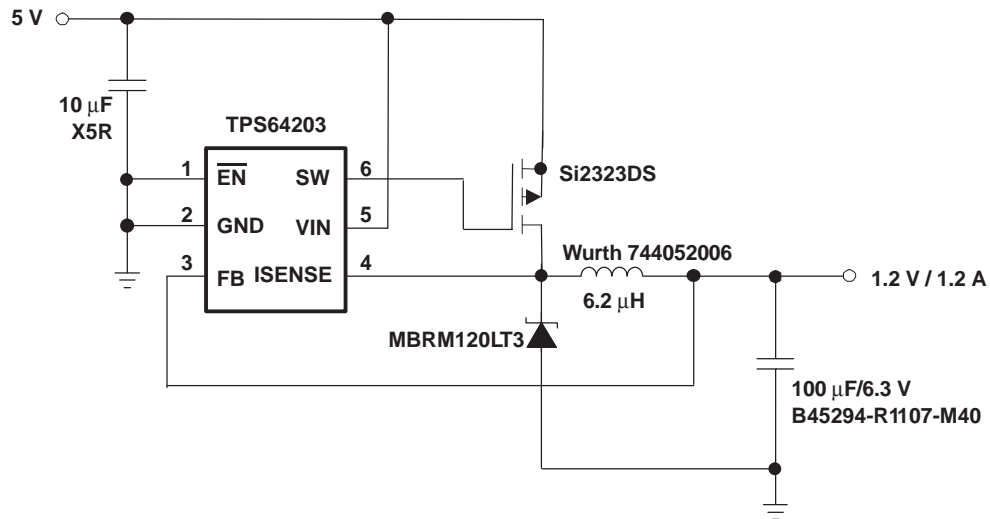 5 V
10 μF
X5R
TPS64203
1
EN
SW
6
2
GND
VIN
5
3
FB
ISENSE
4
Si2323DS
Wurth 744052006
6.2 μH
1.2 V / 1.2 A
MBRM120LT3
100 μF/6.3 V
B45294-R1107-M40